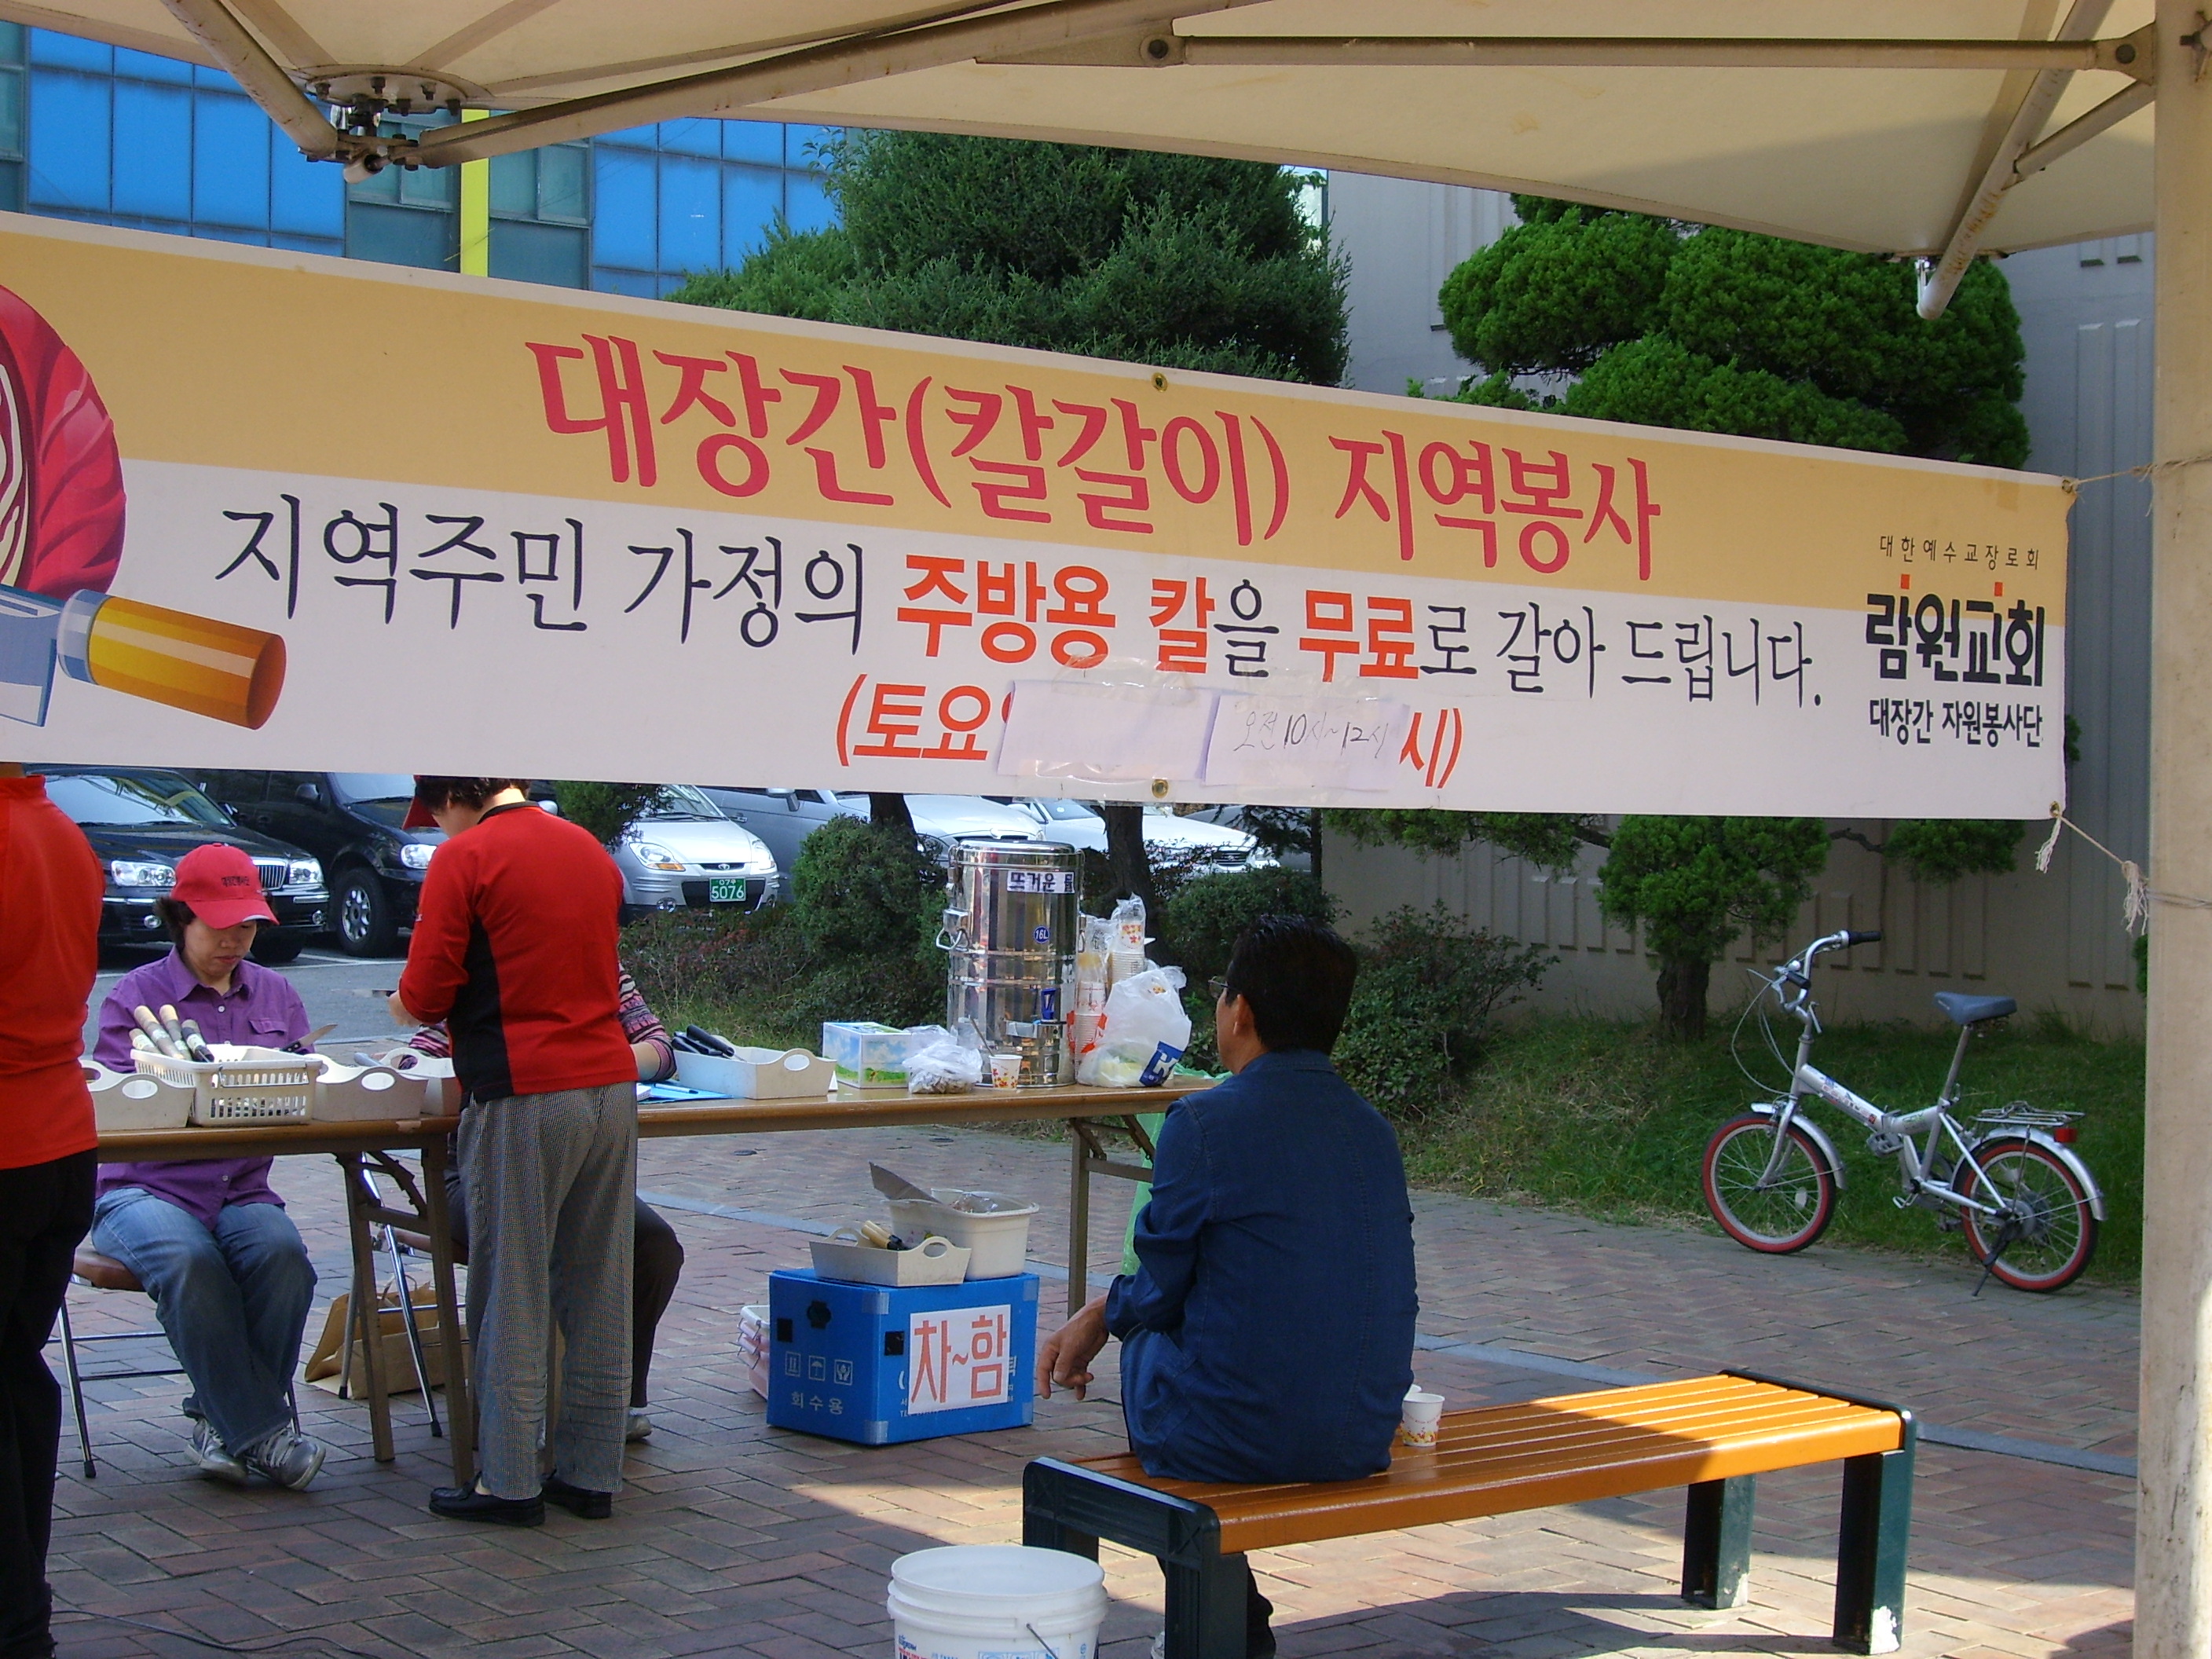 대장간(칼갈이) 지역봉사
지역주민 가정의 주방용 칼을 무료로 갈아 드립니다.
(토요 오전10시~12시 시)
대한예수교장로회
람원교회
대장간 자원봉사단
뜨거운 물
16L
5076
차~함
회수용